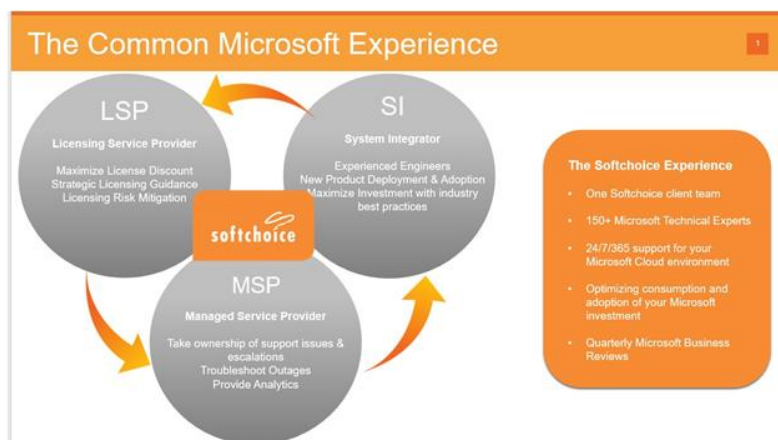 The Common Microsoft Experience
1
LSP
Licensing Service Provider
Maximize License Discount
Strategic Licensing Guidance
Licensing Risk Mitigation
SI
System Integrator
Experienced Engineers
New Product Deployment & Adoption
Maximize Investment with industry
best practices
softchoice
MSP
Managed Service Provider
Take ownership of support issues &
escalations
Troubleshoot Outages
Provide Analytics
The Softchoice Experience
• One Softchoice client team
• 150+ Microsoft Technical Experts
• 24/7/365 support for your
Microsoft Cloud environment
• Optimizing consumption and
adoption of your Microsoft
investment
• Quarterly Microsoft Business
Reviews